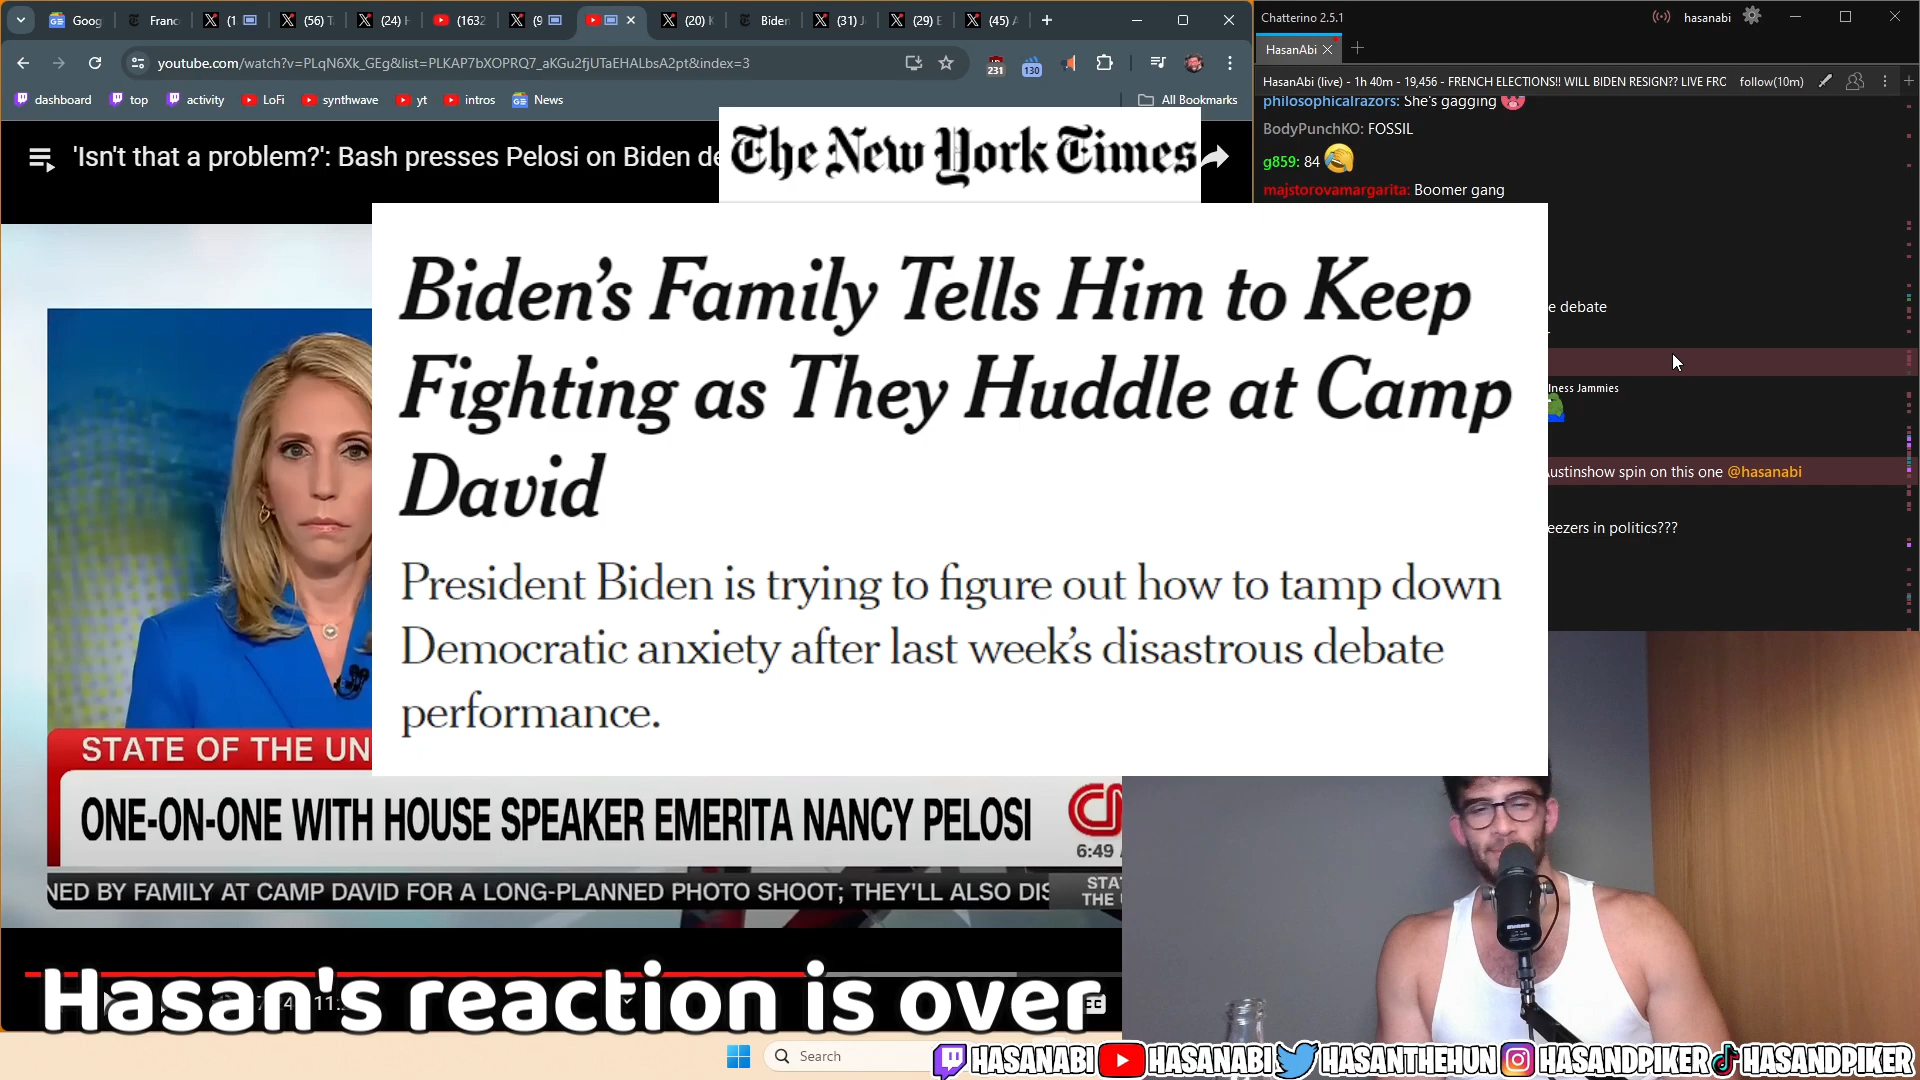 Goog
Franc
(1
(56) T
(24) H
(1632
(9
(20) K
Biden
(31) J
(29) E
(45) A
youtube.com/watch?v=PLqN6Xk_GEg&list=PLKAP7bXOPRQ7_aKGu2fjUTaEHALbsA2pt&index=3
231
130
dashboard
top
activity
LoFi
synthwave
yt
intros
News
All Bookmarks
'Isn't that a problem?': Bash presses Pelosi on Biden de
The New York Times
Biden's Family Tells Him to Keep
Fighting as They Huddle at Camp
David
President Biden is trying to figure out how to tamp down
Democratic anxiety after last week's disastrous debate
performance.
STATE OF THE UN
ONE-ON-ONE WITH HOUSE SPEAKER EMERITA NANCY PELOSI
6:49
NED BY FAMILY AT CAMP DAVID FOR A LONG-PLANNED PHOTO SHOOT; THEY'LL ALSO DIS
STA
THE
Hasan's reaction is over
CC
Search
Chatterino 2.5.1
hasanabi
HasanAbi
HasanAbi (live) - 1h 40m - 19,456 - FRENCH ELECTIONS!! WILL BIDEN RESIGN?? LIVE FRO
follow(10m)
philosophicalrazors: She's gagging
BodyPunchKO: FOSSIL
g859: 84
majstorovamargarita: Boomer gang
e debate
lness Jammies
ustinshow spin on this one @hasanabi
eezers in politics???
HASANABI
HASANABI
HASANTHEHUN
HASANDPIKER
HASANDPIKER